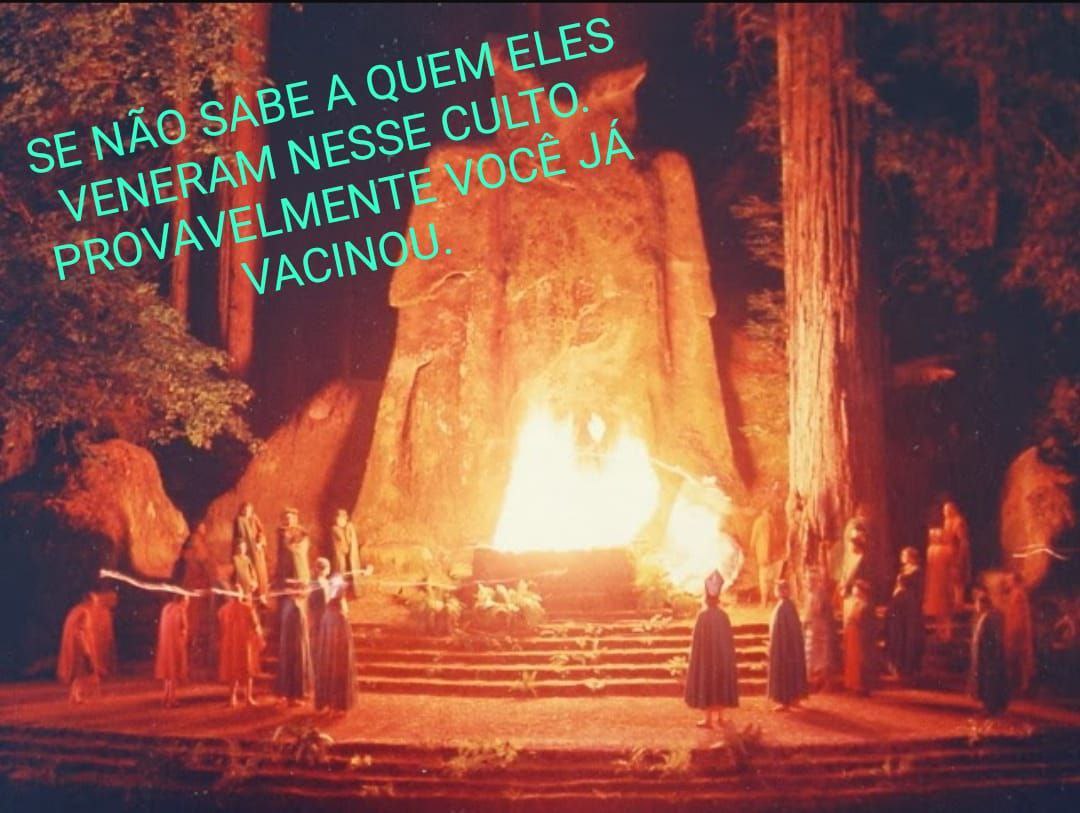 SE NÃO SABE A QUEM ELES
VENERAM NESSE CULTO.
PROVAVELMENTE VOCÊ JÁ
VACINOU.